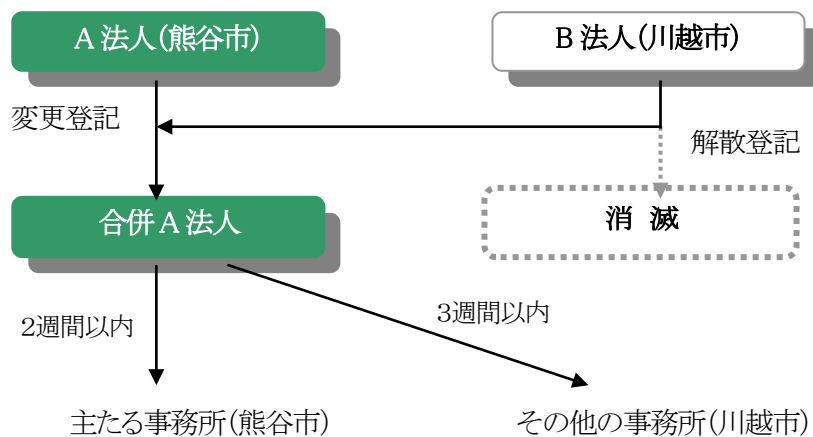 A法人(熊谷市)
B法人(川越市)
変更登記
解散登記
合併A法人
消 滅
2週間以内
3週間以内
主たる事務所(熊谷市)
その他の事務所(川越市)